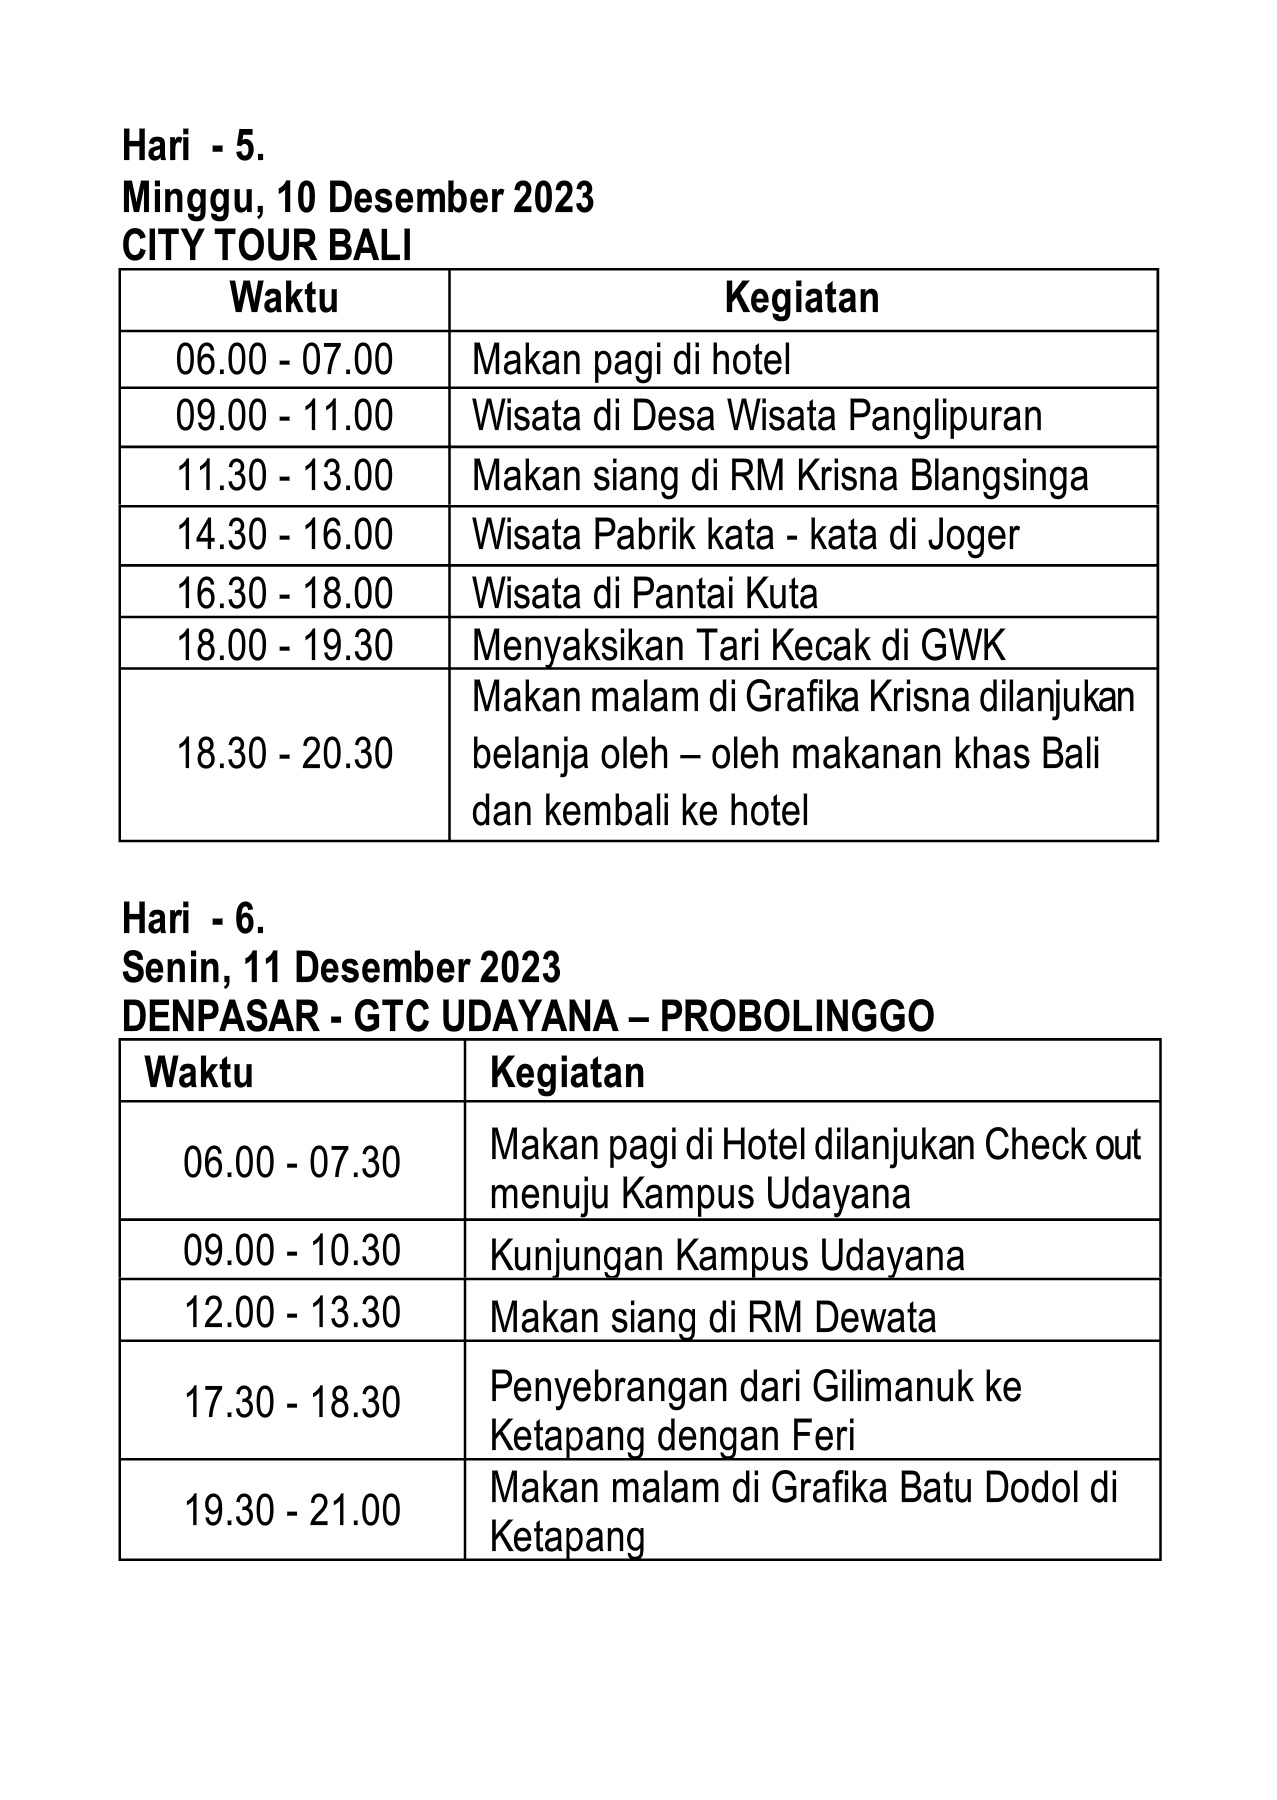 Hari - 5.
Minggu, 10 Desember 2023
CITY TOUR BALI
Waktu Kegiatan
06.00 - 07.00 Makan pagi di hotel
09.00 - 11.00 Wisata di Desa Wisata Panglipuran
11.30 - 13.00 Makan siang di RM Krisna Blangsinga
14.30 - 16.00 Wisata Pabrik kata - kata di Joger
16.30 - 18.00 Wisata di Pantai Kuta
18.00 - 19.30 Menyaksikan Tari Kecak di GWK
18.30 - 20.30 Makan malam di Grafika Krisna dilanjukan
belanja oleh – oleh makanan khas Bali
dan kembali ke hotel
Hari - 6.
Senin, 11 Desember 2023
DENPASAR - GTC UDAYANA – PROBOLINGGO
Waktu Kegiatan
06.00 - 07.30 Makan pagi di Hotel dilanjukan Check out
menuju Kampus Udayana
09.00 - 10.30 Kunjungan Kampus Udayana
12.00 - 13.30 Makan siang di RM Dewata
17.30 - 18.30 Penyebrangan dari Gilimanuk ke
Ketapang dengan Feri
19.30 - 21.00 Makan malam di Grafika Batu Dodol di
Ketapang